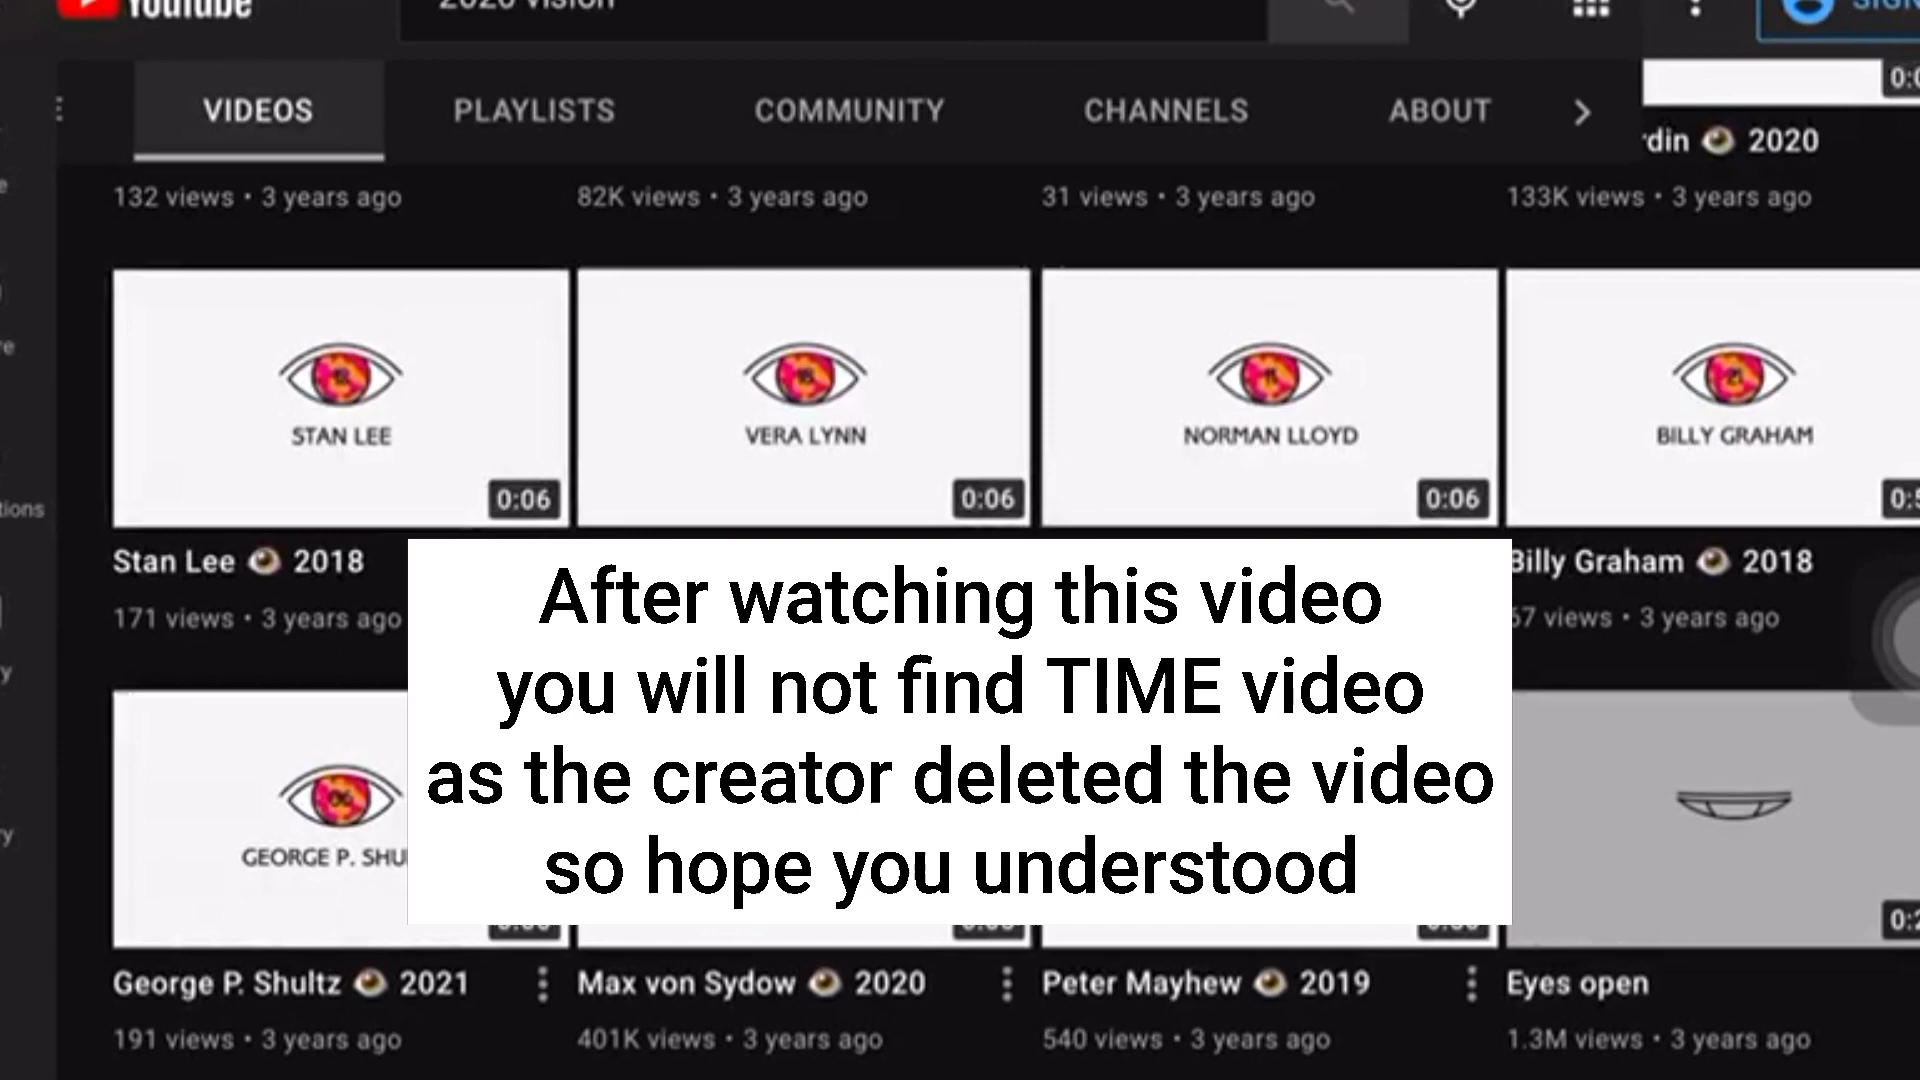 YouTube
2020 vision
VIDEOS PLAYLISTS COMMUNITY CHANNELS ABOUT
rdin 👁 2020
132 views • 3 years ago
82K views • 3 years ago
31 views • 3 years ago
133K views • 3 years ago
STAN LEE
0:06
VERA LYNN
0:06
NORMAN LLOYD
0:06
BILLY GRAHAM
Stan Lee 👁 2018
Billy Graham 👁 2018
171 views • 3 years ago
67 views • 3 years ago
After watching this video
you will not find TIME video
as the creator deleted the video
so hope you understood
GEORGE P. SHU
George P. Shultz 👁 2021
Max von Sydow 👁 2020
Peter Mayhew 👁 2019
Eyes open
191 views • 3 years ago
401K views • 3 years ago
540 views • 3 years ago
1.3M views • 3 years ago